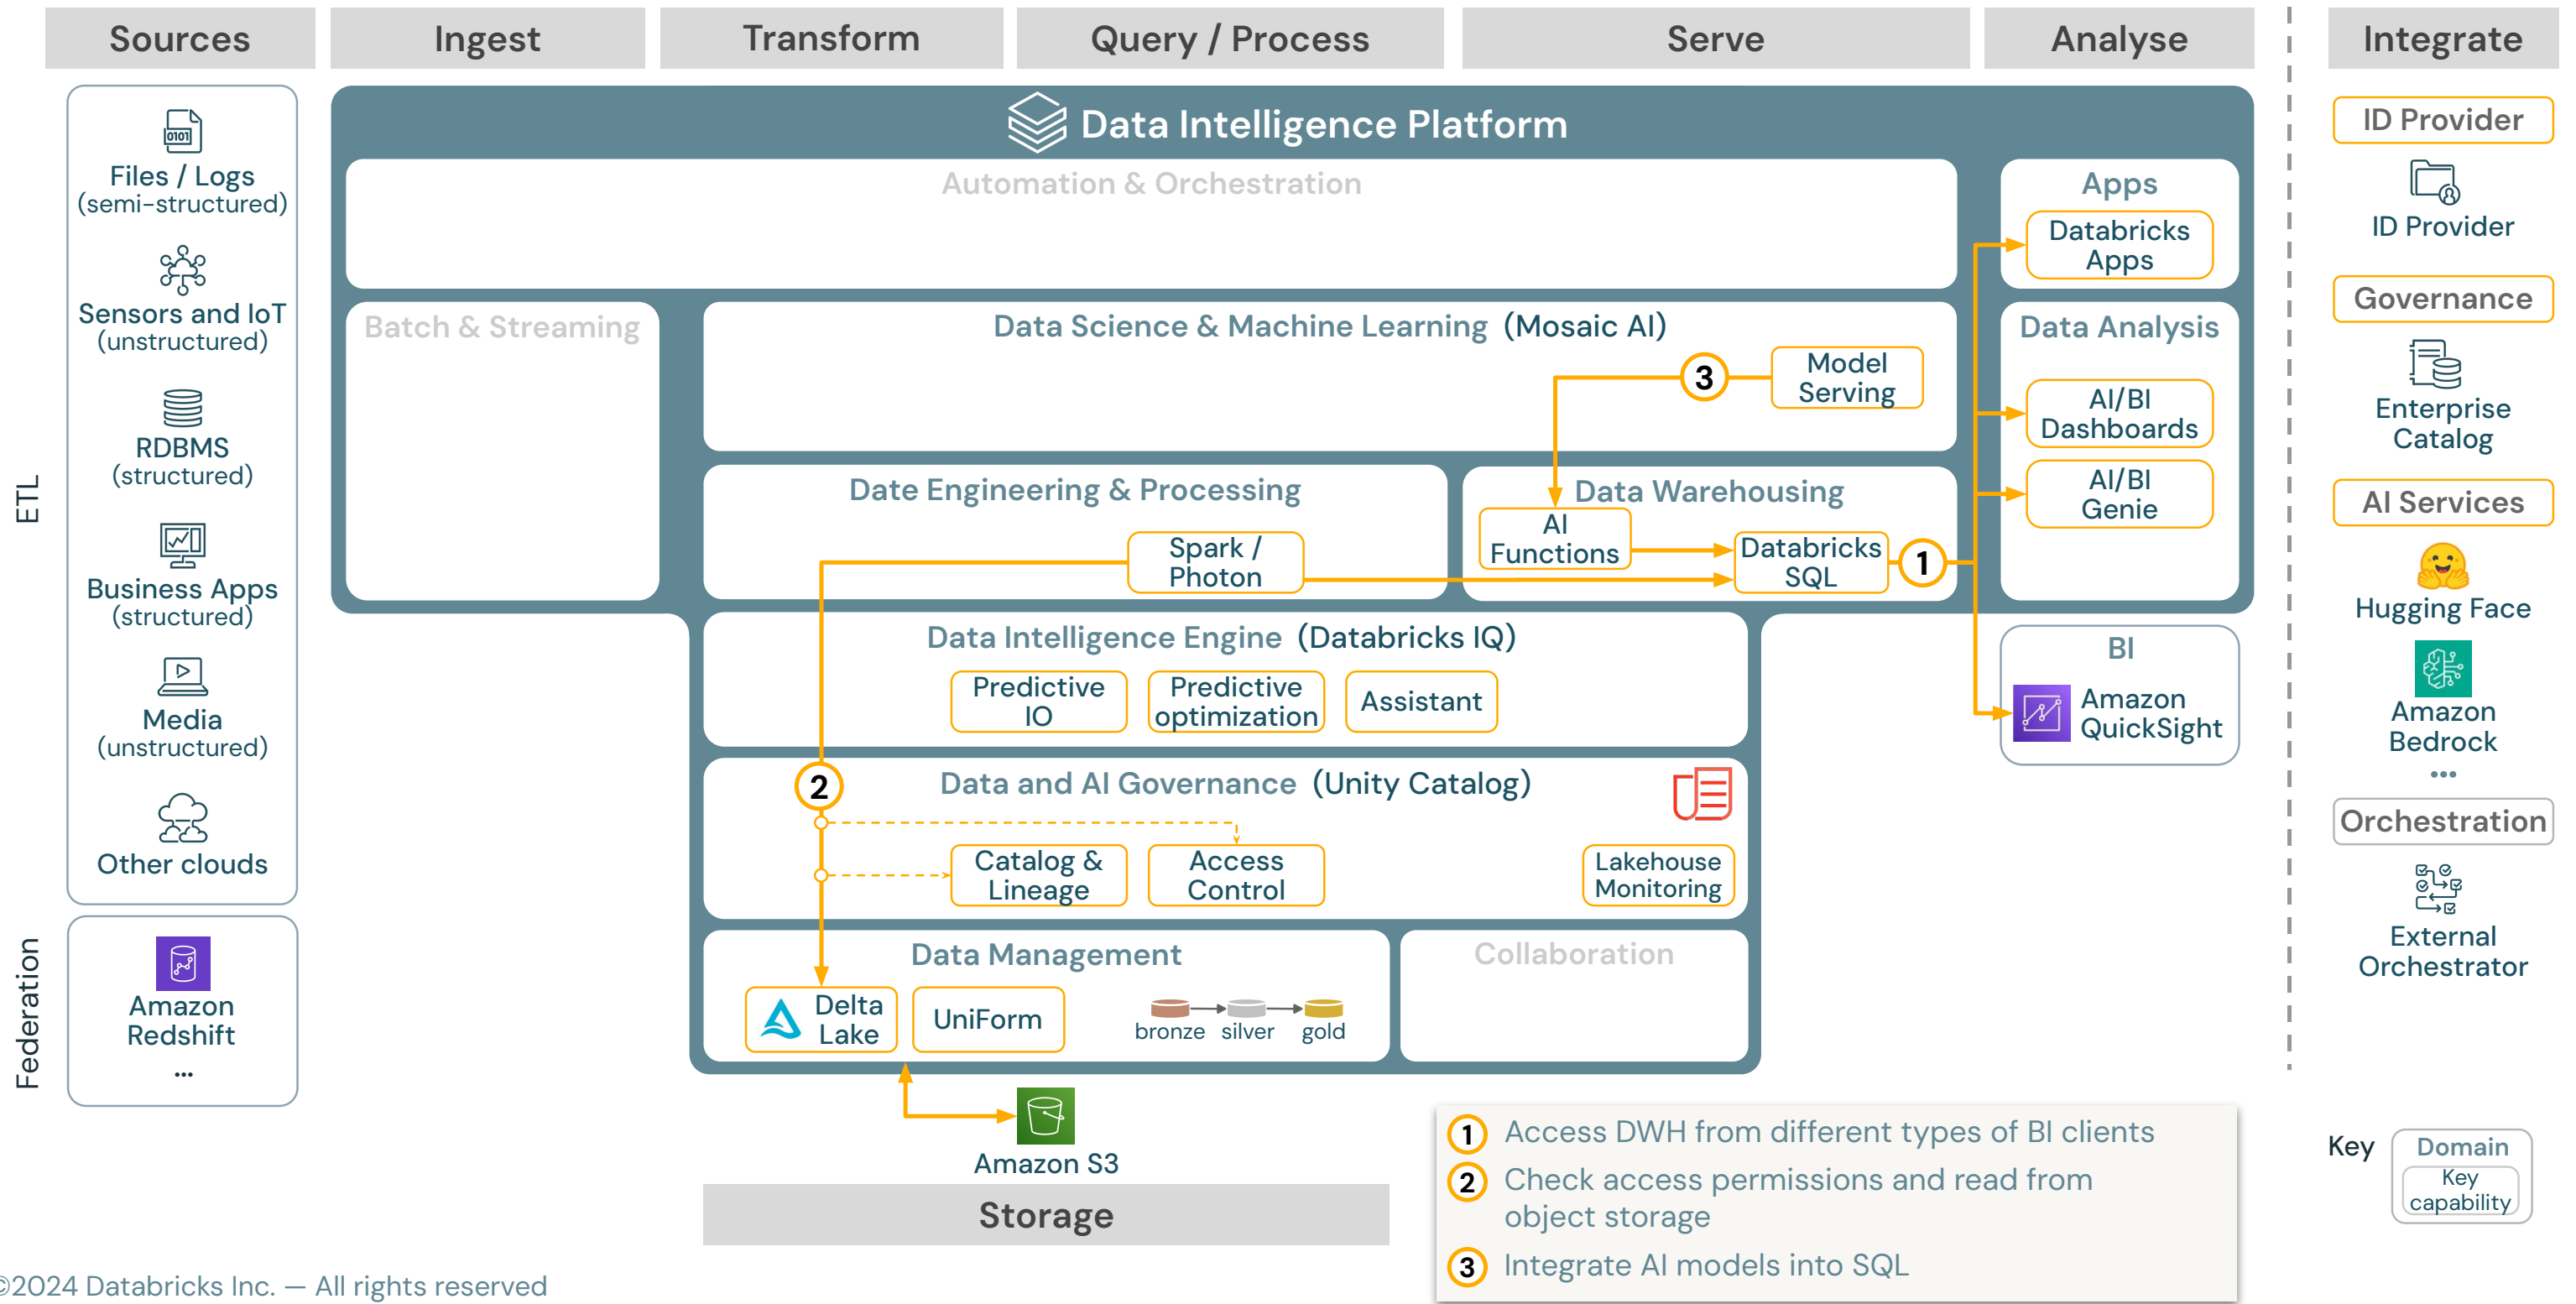 Sources
Ingest
Transform
Query / Process
Serve
Analyse
Integrate
ETL
Federation
0101
Files / Logs
(semi-structured)
Sensors and IoT
(unstructured)
RDBMS
(structured)
Business Apps
(structured)
Media
(unstructured)
Other clouds
Amazon
Redshift
...
Data Intelligence Platform
Automation & Orchestration
Batch & Streaming
Data Science & Machine Learning (Mosaic AI)
3
Model
Serving
Date Engineering & Processing
Spark /
Photon
Data Warehousing
AI
Functions
Databricks
SQL
1
Apps
Databricks
Apps
Data Analysis
AI/BI
Dashboards
AI/BI
Genie
BI
Amazon
QuickSight
Data Intelligence Engine (Databricks IQ)
Predictive
IO
Predictive
optimization
Assistant
2
Data and AI Governance (Unity Catalog)
Catalog &
Lineage
Access
Control
Lakehouse
Monitoring
Data Management
Delta
Lake
UniForm
bronze
silver
gold
Collaboration
Amazon S3
Storage
ID Provider
ID Provider
Governance
Enterprise
Catalog
AI Services
Hugging Face
Amazon
Bedrock
...
Orchestration
External
Orchestrator
1 Access DWH from different types of BI clients
2 Check access permissions and read from
object storage
3 Integrate AI models into SQL
Key
Domain
Key
capability
©2024 Databricks Inc. — All rights reserved